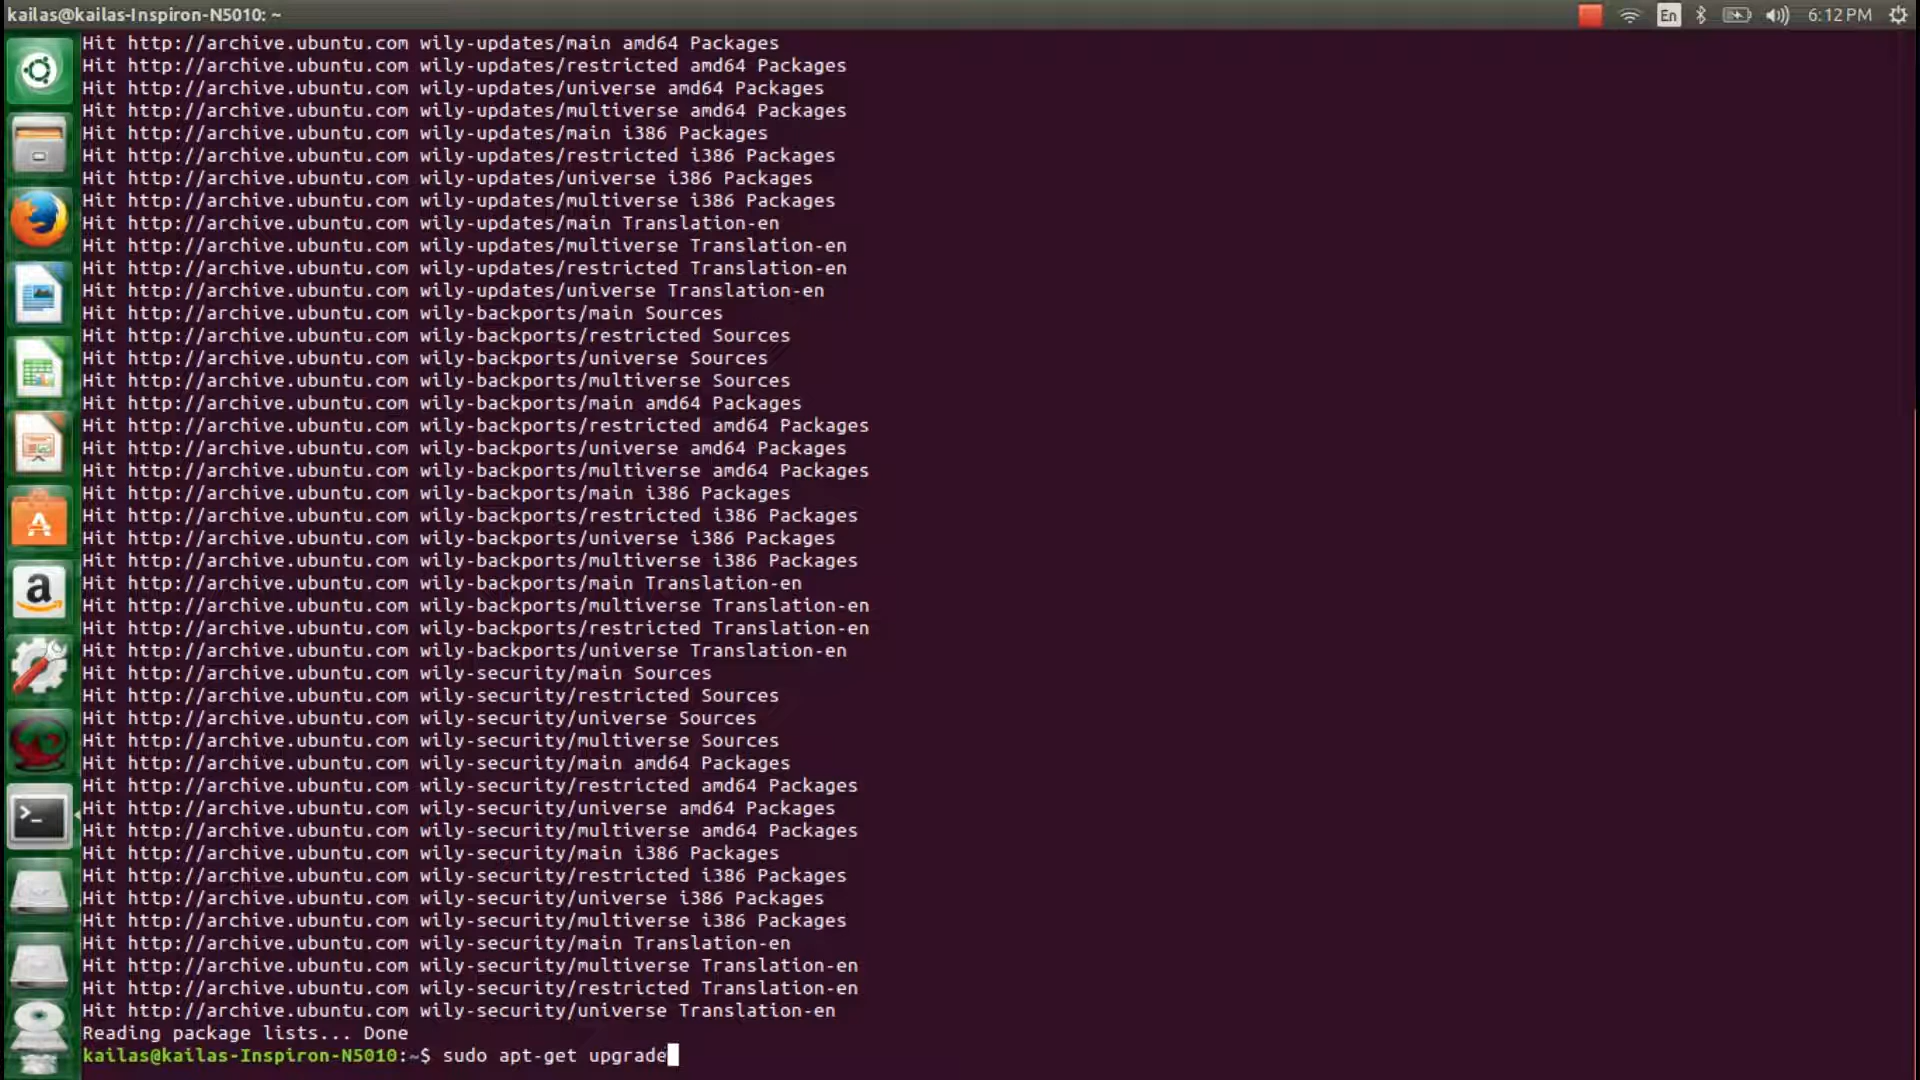 kailas@kailas-Inspiron-N5010: ~
En
6:12 PM
Hit http://archive.ubuntu.com wily-updates/main amd64 Packages
Hit http://archive.ubuntu.com wily-updates/restricted amd64 Packages
Hit http://archive.ubuntu.com wily-updates/universe amd64 Packages
Hit http://archive.ubuntu.com wily-updates/multiverse amd64 Packages
Hit http://archive.ubuntu.com wily-updates/main i386 Packages
Hit http://archive.ubuntu.com wily-updates/restricted i386 Packages
Hit http://archive.ubuntu.com wily-updates/universe i386 Packages
Hit http://archive.ubuntu.com wily-updates/multiverse i386 Packages
Hit http://archive.ubuntu.com wily-updates/main Translation-en
Hit http://archive.ubuntu.com wily-updates/multiverse Translation-en
Hit http://archive.ubuntu.com wily-updates/restricted Translation-en
Hit http://archive.ubuntu.com wily-updates/universe Translation-en
Hit http://archive.ubuntu.com wily-backports/main Sources
Hit http://archive.ubuntu.com wily-backports/restricted Sources
Hit http://archive.ubuntu.com wily-backports/universe Sources
Hit http://archive.ubuntu.com wily-backports/multiverse Sources
Hit http://archive.ubuntu.com wily-backports/main amd64 Packages
Hit http://archive.ubuntu.com wily-backports/restricted amd64 Packages
Hit http://archive.ubuntu.com wily-backports/universe amd64 Packages
Hit http://archive.ubuntu.com wily-backports/multiverse amd64 Packages
Hit http://archive.ubuntu.com wily-backports/main i386 Packages
Hit http://archive.ubuntu.com wily-backports/restricted i386 Packages
Hit http://archive.ubuntu.com wily-backports/universe i386 Packages
Hit http://archive.ubuntu.com wily-backports/multiverse i386 Packages
Hit http://archive.ubuntu.com wily-backports/main Translation-en
Hit http://archive.ubuntu.com wily-backports/multiverse Translation-en
Hit http://archive.ubuntu.com wily-backports/restricted Translation-en
Hit http://archive.ubuntu.com wily-backports/universe Translation-en
Hit http://archive.ubuntu.com wily-security/main Sources
Hit http://archive.ubuntu.com wily-security/restricted Sources
Hit http://archive.ubuntu.com wily-security/universe Sources
Hit http://archive.ubuntu.com wily-security/multiverse Sources
Hit http://archive.ubuntu.com wily-security/main amd64 Packages
Hit http://archive.ubuntu.com wily-security/restricted amd64 Packages
Hit http://archive.ubuntu.com wily-security/universe amd64 Packages
Hit http://archive.ubuntu.com wily-security/multiverse amd64 Packages
Hit http://archive.ubuntu.com wily-security/main i386 Packages
Hit http://archive.ubuntu.com wily-security/restricted i386 Packages
Hit http://archive.ubuntu.com wily-security/universe i386 Packages
Hit http://archive.ubuntu.com wily-security/multiverse i386 Packages
Hit http://archive.ubuntu.com wily-security/main Translation-en
Hit http://archive.ubuntu.com wily-security/multiverse Translation-en
Hit http://archive.ubuntu.com wily-security/restricted Translation-en
Hit http://archive.ubuntu.com wily-security/universe Translation-en
Reading package lists... Done
kailas@kailas-Inspiron-N5010:~$ sudo apt-get upgrade